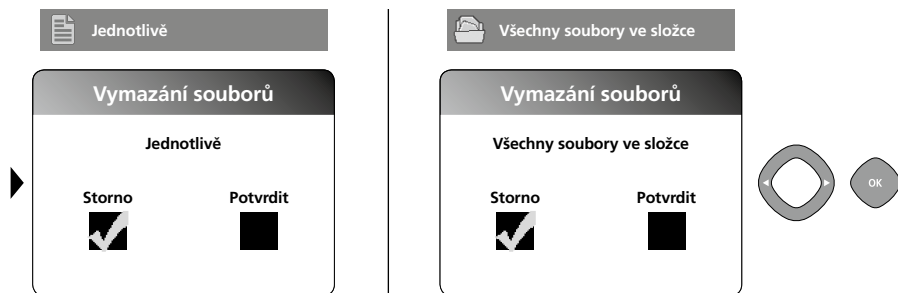 Jednotlivě
Vymazání souborů
Jednotlivě
Storno Potvrdit
Všechny soubory ve složce
Vymazání souborů
Všechny soubory ve složce
Storno Potvrdit
OK